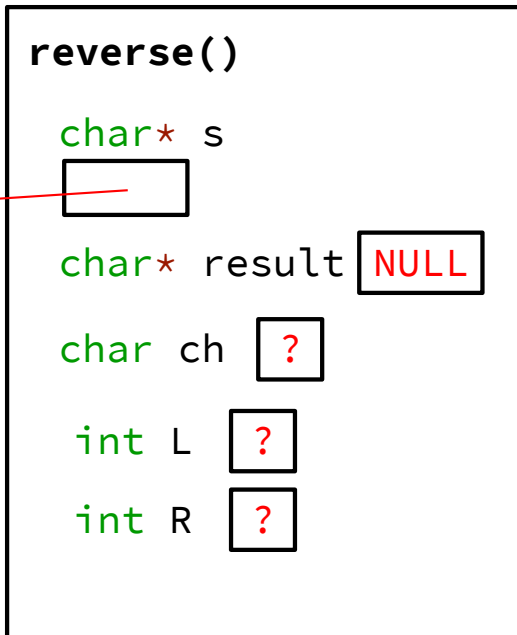 reverse()
char* s
char* result NULL
char ch ?
int L ?
int R ?